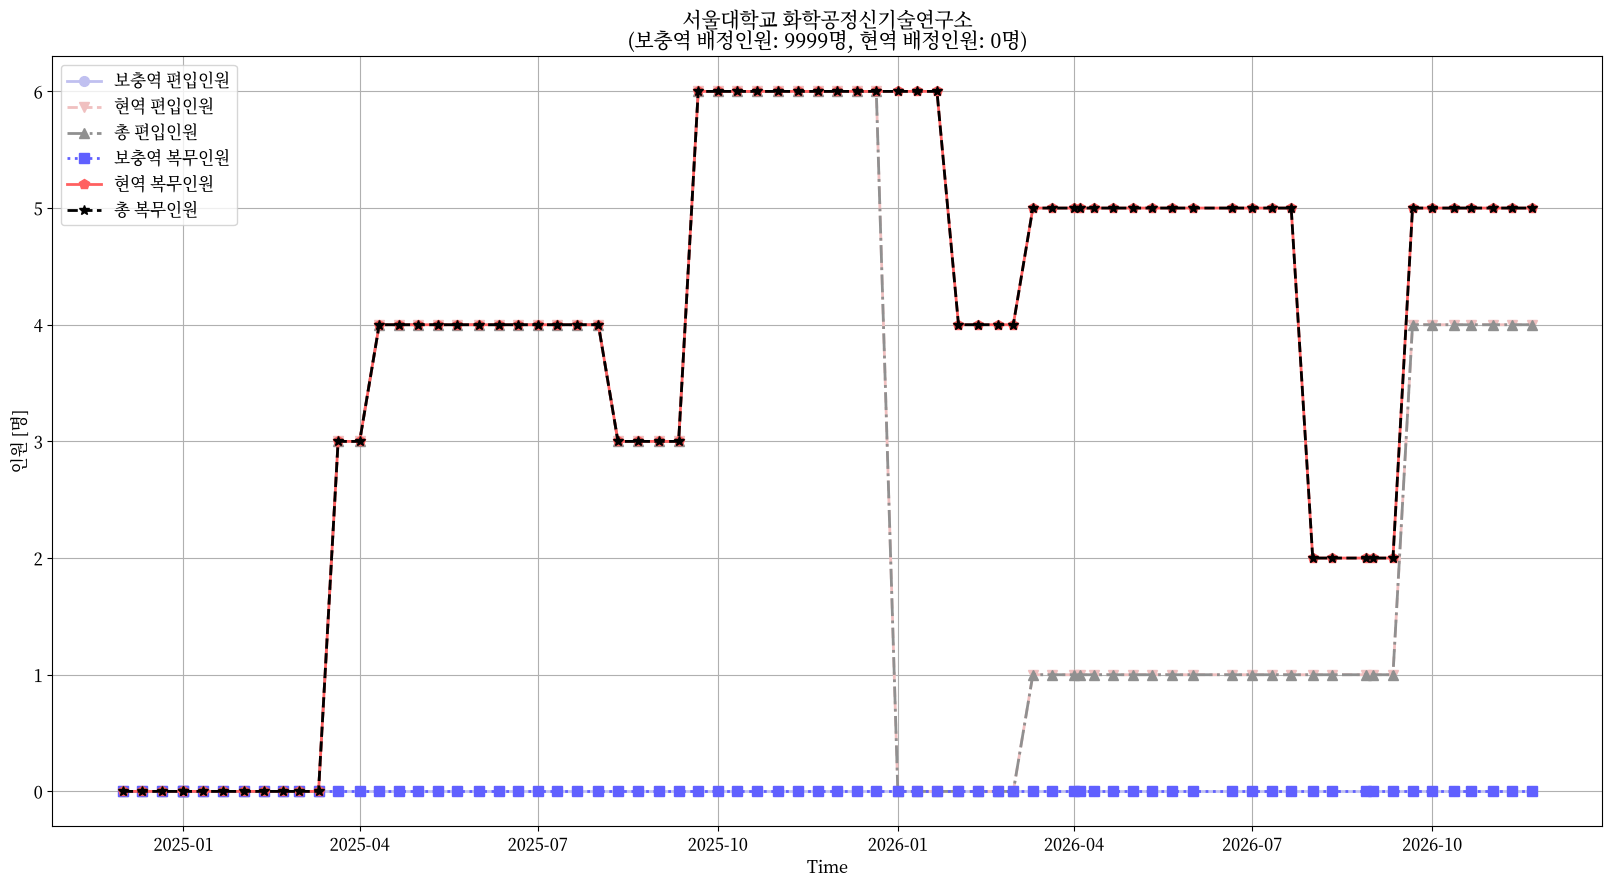 서울대학교 화학공정신기술연구소
(보충역 배정인원: 9999명, 현역 배정인원: 0명)
보충역 편입인원
현역 편입인원
총 편입인원
보충역 복무인원
현역 복무인원
총 복무인원
인원 [명]
6
5
4
3
2
1
0
2025-01
2025-04
2025-07
2025-10
2026-01
2026-04
2026-07
2026-10
Time